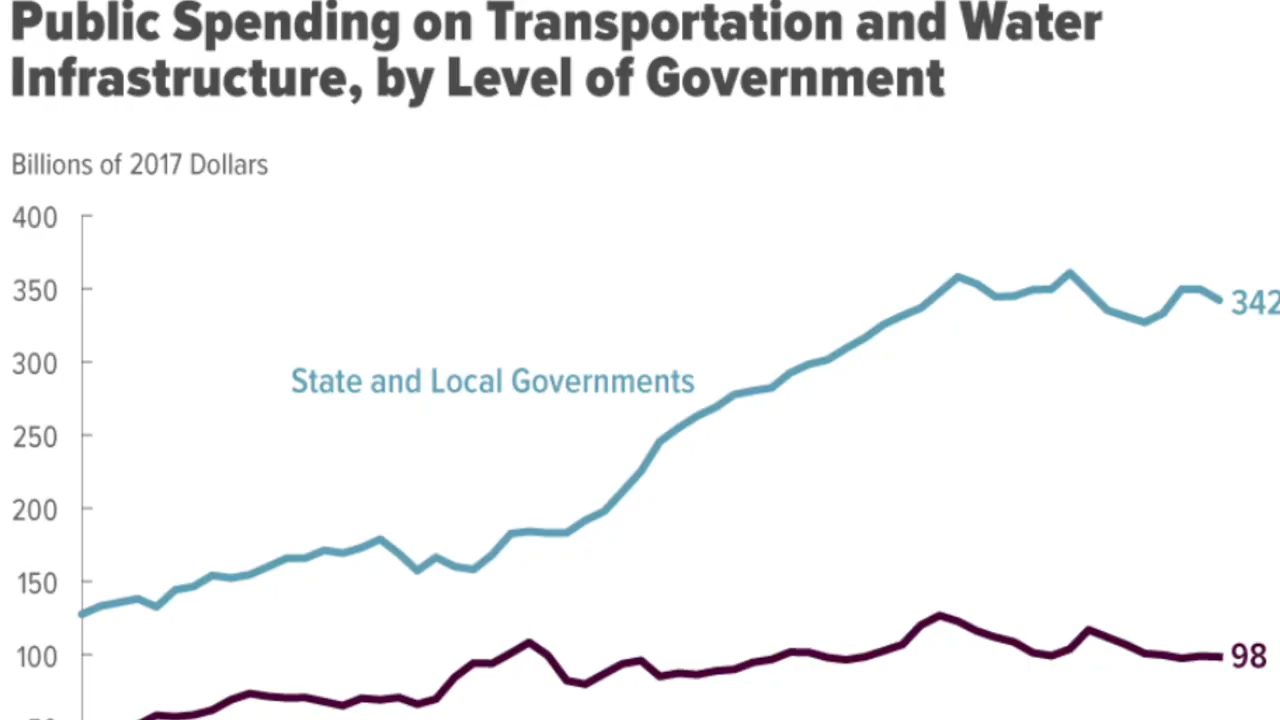 Public Spending on Transportation and Water
Infrastructure, by Level of Government
Billions of 2017 Dollars
400
350
342
300
State and Local Governments
250
200
150
100
98